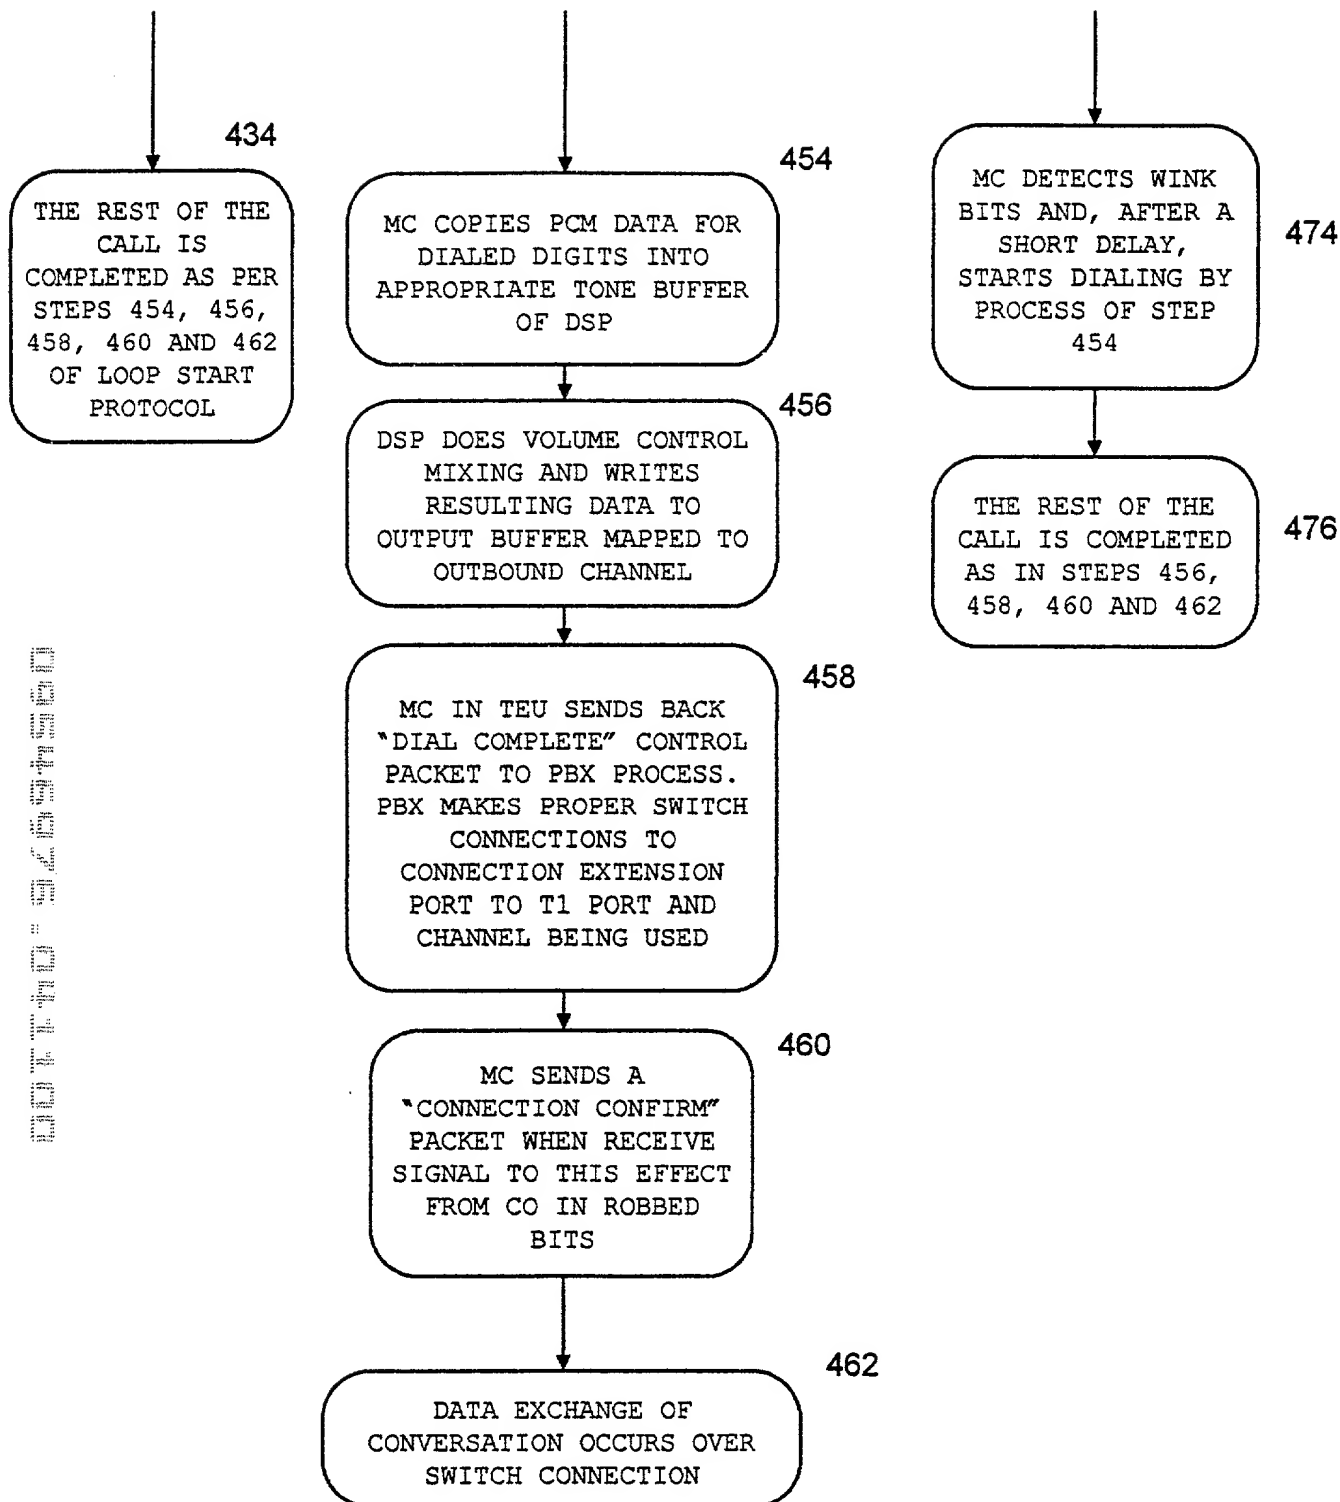 434
THE REST OF THE
CALL IS
COMPLETED AS PER
STEPS 454, 456,
458, 460 AND 462
OF LOOP START
PROTOCOL
454
MC COPIES PCM DATA FOR
DIALED DIGITS INTO
APPROPRIATE TONE BUFFER
OF DSP
456
DSP DOES VOLUME CONTROL
MIXING AND WRITES
RESULTING DATA TO
OUTPUT BUFFER MAPPED TO
OUTBOUND CHANNEL
458
MC IN TEU SENDS BACK
"DIAL COMPLETE" CONTROL
PACKET TO PBX PROCESS.
PBX MAKES PROPER SWITCH
CONNECTIONS TO
CONNECTION EXTENSION
PORT TO T1 PORT AND
CHANNEL BEING USED
460
MC SENDS A
"CONNECTION CONFIRM"
PACKET WHEN RECEIVE
SIGNAL TO THIS EFFECT
FROM CO IN ROBBED
BITS
462
DATA EXCHANGE OF
CONVERSATION OCCURS OVER
SWITCH CONNECTION
474
MC DETECTS WINK
BITS AND, AFTER A
SHORT DELAY,
STARTS DIALING BY
PROCESS OF STEP
454
476
THE REST OF THE
CALL IS COMPLETED
AS IN STEPS 456,
458, 460 AND 462